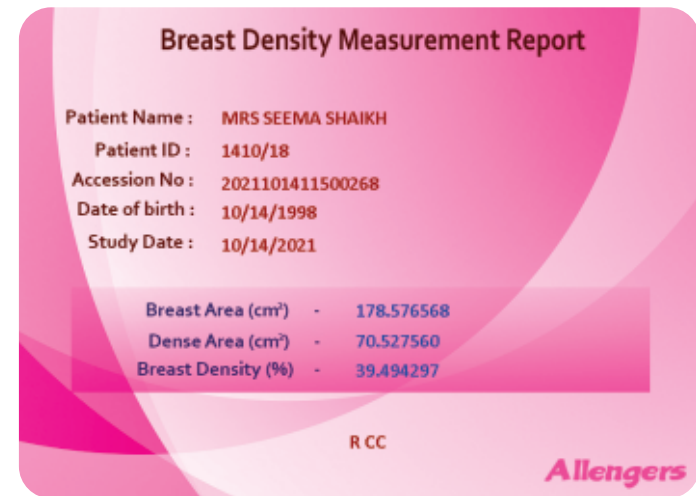 Breast Density Measurement Report
Patient Name : MRS SEEMA SHAIKH
Patient ID : 1410/18
Accession No : 2021101411500268
Date of birth : 10/14/1998
Study Date : 10/14/2021
Breast Area (cm²) - 178.576568
Dense Area (cm²) - 70.527560
Breast Density (%) - 39.494297
R CC
Allengers